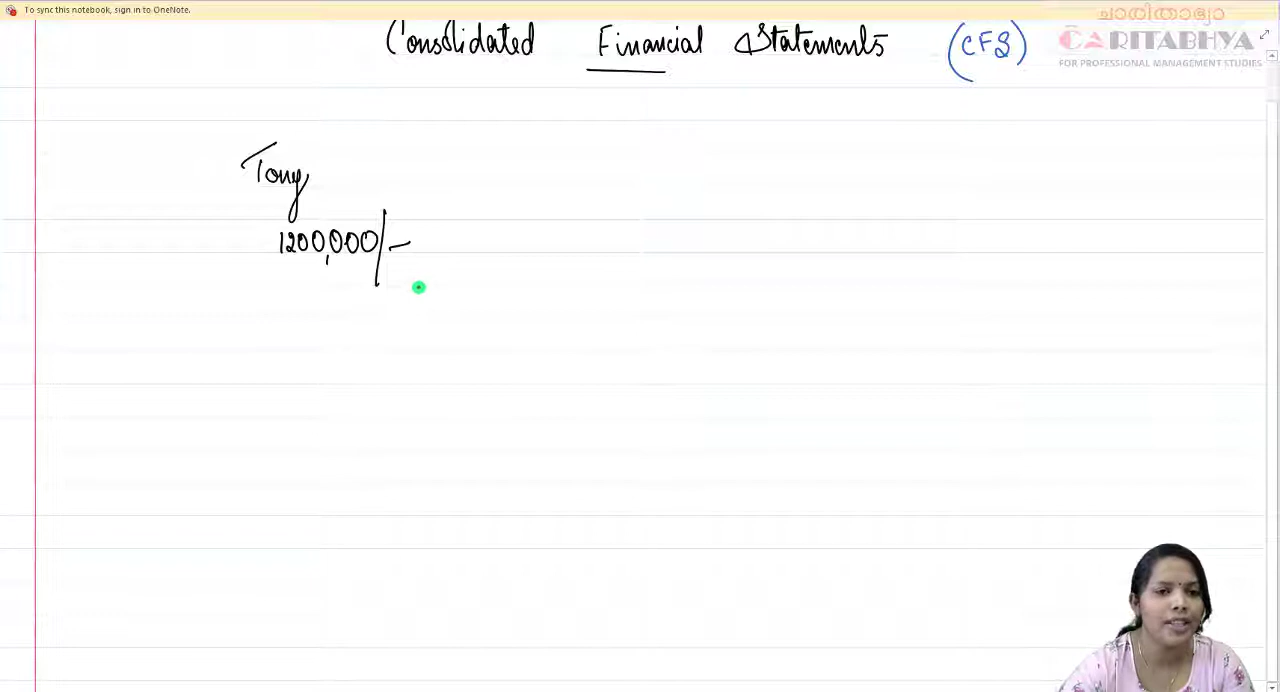 To sync this notebook, sign in to OneNote.
Consolidated Financial Statements (CFS)
ചാരിതാഭ്യാ
CARITABHYA
FOR PROFESSIONAL MANAGEMENT STUDIES
Tony
1200,000/-